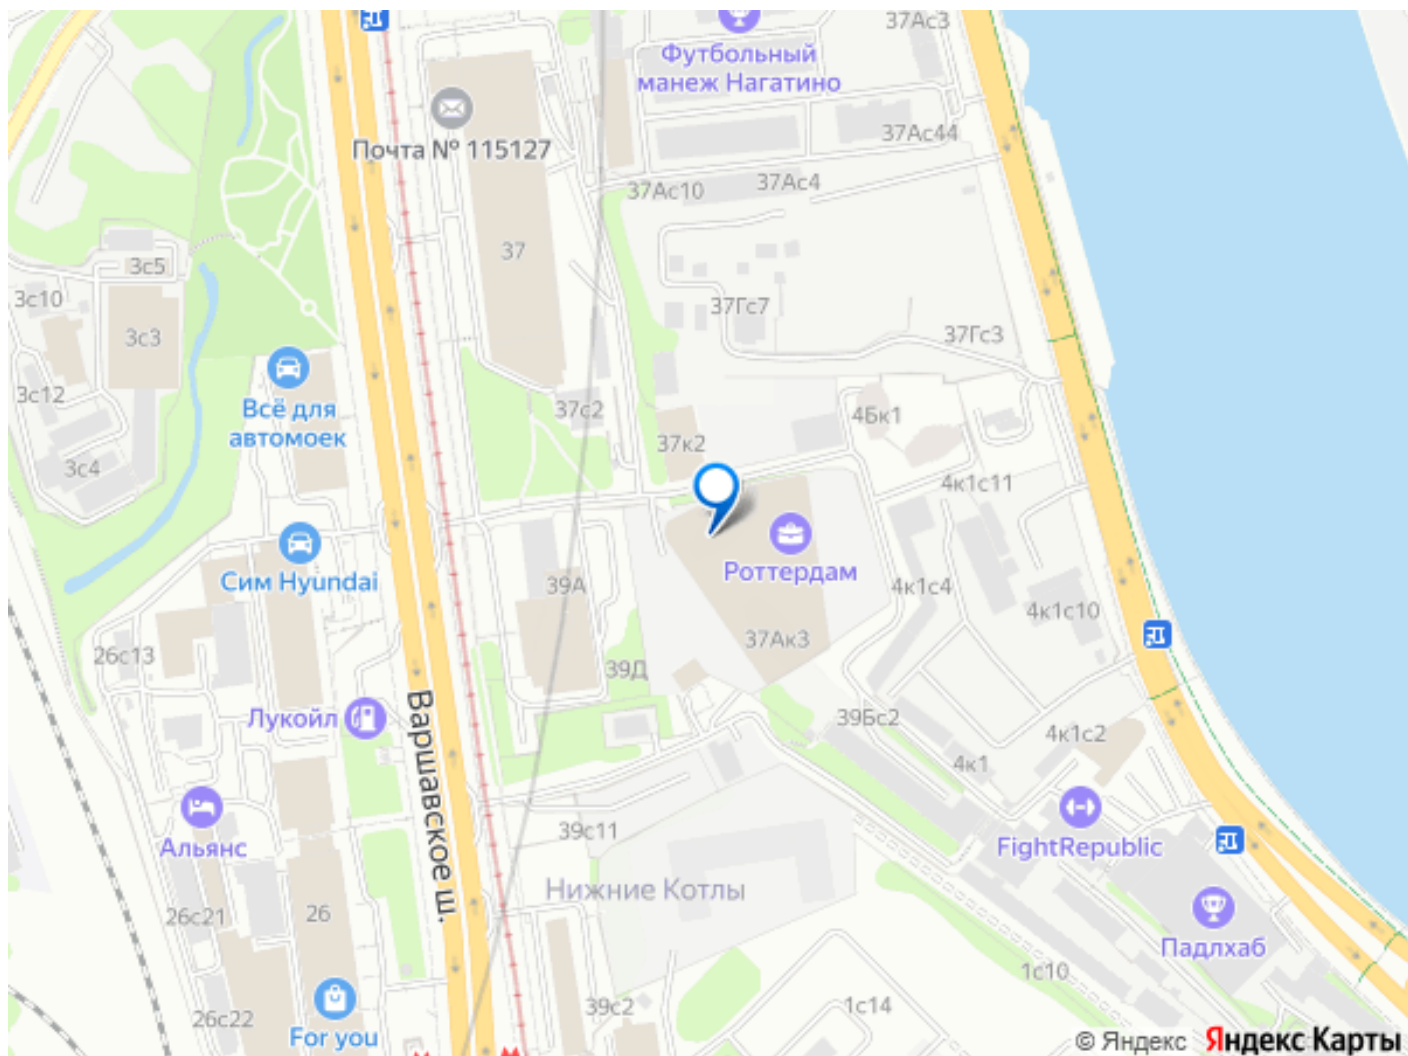 37Ас3
Футбольный
манеж Нагатино
37Ас44
Почта № 115127
37Ас10
37Ас4
37
3с5
3с10
3с3
37Гс7
37Гс3
3с12
Всё для
автомоек
37с2
4Бк1
37к2
3с4
4к1с11
Сим Hyundai
39А
Роттердам
4к1с4
4к1с10
37Ак3
26с13
39Д
Лукойл
Варшавское ш.
39Бс2
4к1с2
4к1
39с11
Альянс
FightRepublic
Нижние Котлы
26с21
26
Падлхаб
1с10
26с22
For you
39с2
1с14
© Яндекс Яндекс Карты